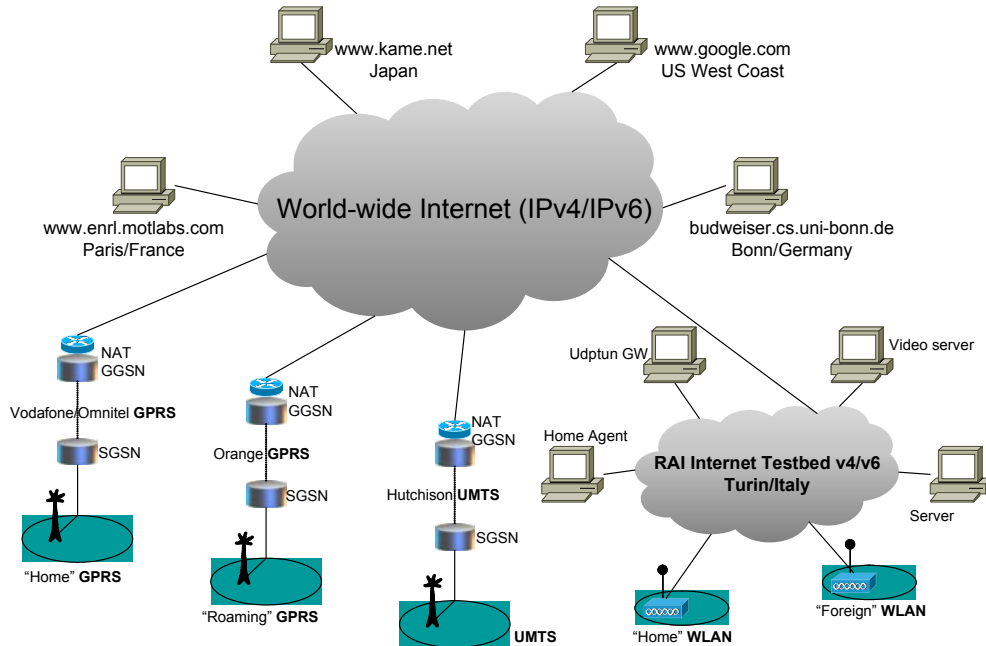 www.kame.net
Japan
www.google.com
US West Coast
World-wide Internet (IPv4/IPv6)
www.enrl.motlabs.com
Paris/France
budweiser.cs.uni-bonn.de
Bonn/Germany
NAT
GGSN
Vodafone/Omnitel GPRS
SGSN
"Home" GPRS
NAT
GGSN
Orange GPRS
SGSN
"Roaming" GPRS
NAT
GGSN
Hutchison UMTS
SGSN
UMTS
Udptun GW
Video server
Home Agent
RAI Internet Testbed v4/v6
Turin/Italy
Server
"Home" WLAN
"Foreign" WLAN